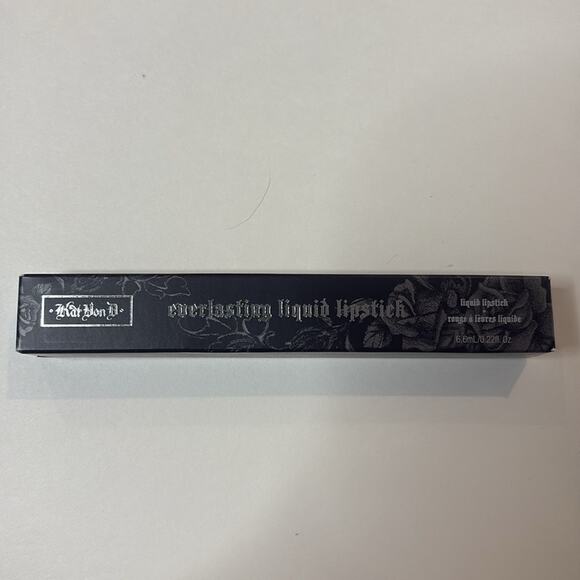 ·Kat Von D·
everlasting liquid lipstick
liquid lipstick
rouge à lèvres liquide
6.6mL/0.22fl. Oz.